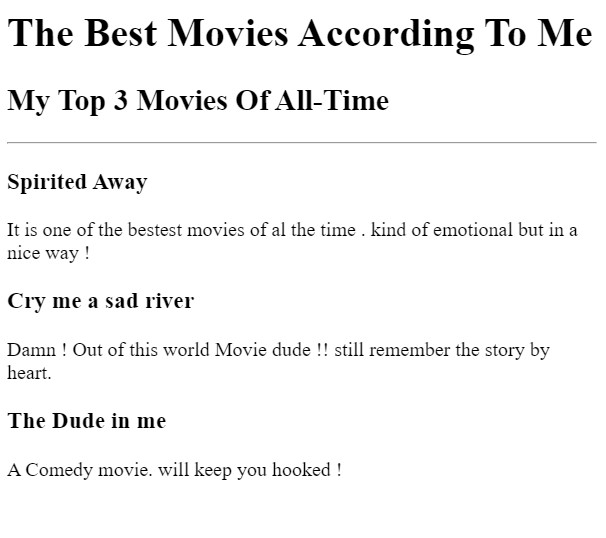 The Best Movies According To Me
My Top 3 Movies Of All-Time
Spirited Away
It is one of the bestest movies of al the time . kind of emotional but in a
nice way !
Cry me a sad river
Damn ! Out of this world Movie dude !! still remember the story by
heart.
The Dude in me
A Comedy movie. will keep you hooked !